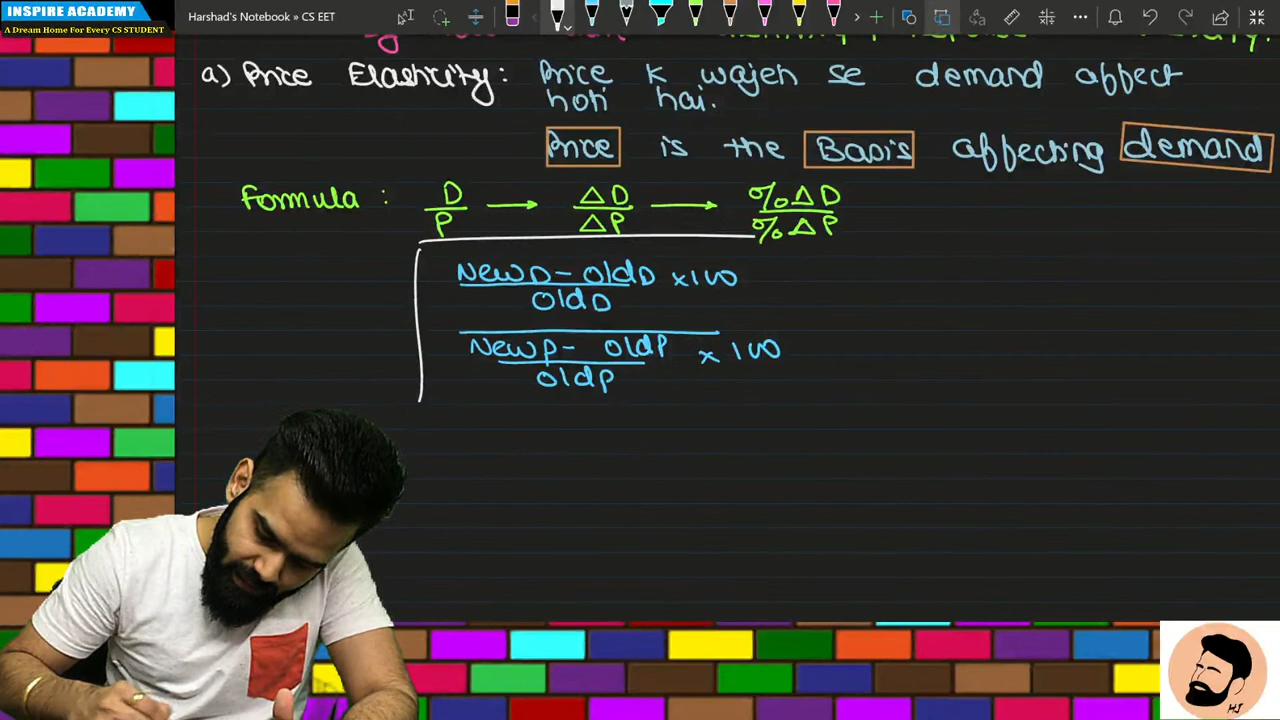 INSPIRE ACADEMY
A Dream Home For Every CS STUDENT
Harshad's Notebook » CS EET
a) Price Elasticity: Price k wajeh se demand affect
hoti hai.
Price is the Basis affecting demand
Formula: D/P → ΔD/ΔP → %ΔD/%ΔP
NewD - OldD x100
OldD
NewP - OldP x 100
OldP
HS